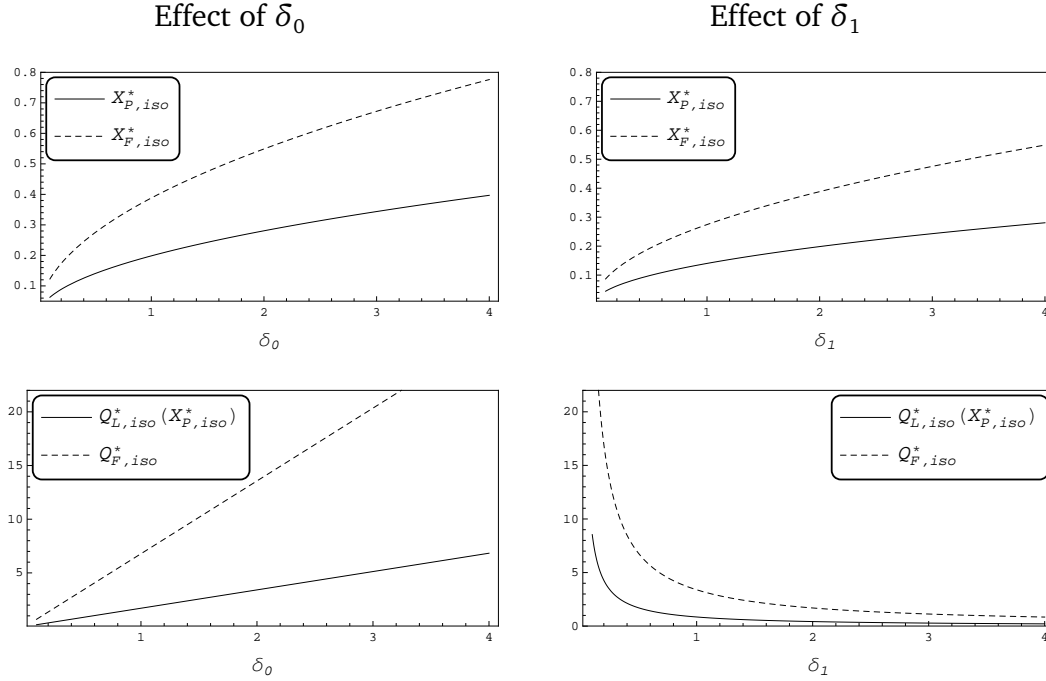 Effect of δ₀
Effect of δ₁
0.8
0.7
0.6
0.5
0.4
0.3
0.2
0.1
X*P,iso
X*F,iso
1
2
3
4
δ₀
0.8
0.7
0.6
0.5
0.4
0.3
0.2
0.1
X*P,iso
X*F,iso
1
2
3
4
δ₁
20
15
10
5
Q*L,iso(X*P,iso)
Q*F,iso
1
2
3
4
δ₀
20
15
10
5
0
Q*L,iso(X*P,iso)
Q*F,iso
1
2
3
4
δ₁